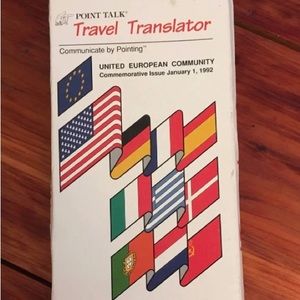 POINT TALK
Travel Translator
Communicate by Pointing™
UNITED EUROPEAN COMMUNITY
Commemorative Issue January 1, 1992